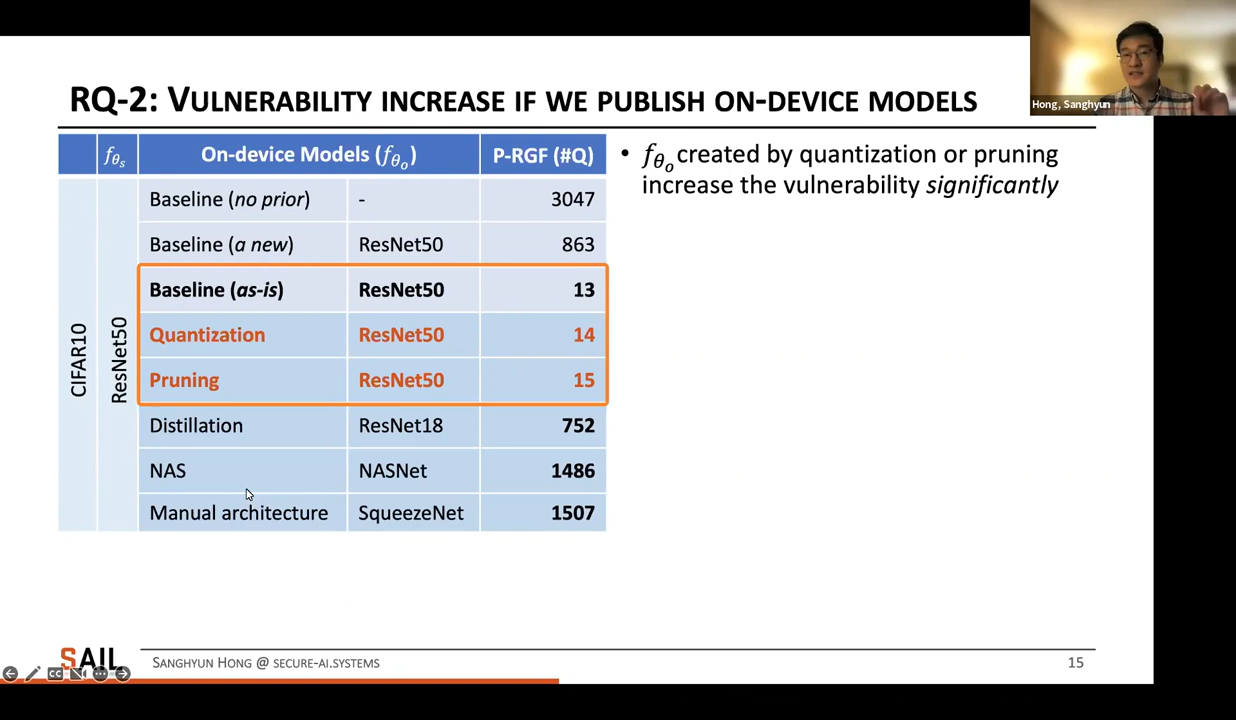 RQ-2: VULNERABILITY INCREASE IF WE PUBLISH ON-DEVICE MODELS
Hong, Sanghyun
fθs On-device Models (fθo) P-RGF (#Q)
CIFAR10
ResNet50
Baseline (no prior) - 3047
Baseline (a new) ResNet50 863
Baseline (as-is) ResNet50 13
Quantization ResNet50 14
Pruning ResNet50 15
Distillation ResNet18 752
NAS NASNet 1486
Manual architecture SqueezeNet 1507
• fθo created by quantization or pruning
increase the vulnerability significantly
SAIL
SANGHYUN HONG @ SECURE-AI.SYSTEMS
15
CC